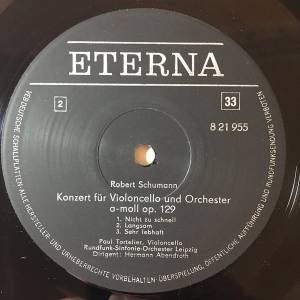 ETERNA
2
33
8 21 955
Robert Schumann
Konzert für Violoncello und Orchester
a-moll op. 129
1. Nicht zu schnell
2. Langsam
3. Sehr lebhaft
Paul Tortelier, Violoncello
Rundfunk-Sinfonie-Orchester Leipzig
Dirigent: Hermann Abendroth
VEB DEUTSCHE SCHALLPLATTEN · ALLE HERSTELLER- UND URHEBERRECHTE VORBEHALTEN · ÜBERSPIELUNG, ÖFFENTLICHE AUFFÜHRUNG UND RUNDFUNKSENDUNG VERBOTEN